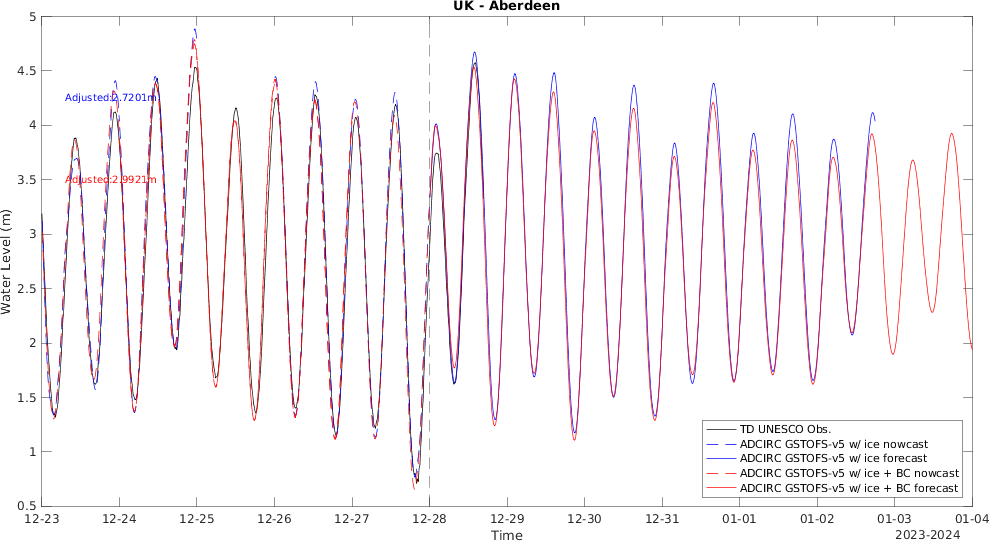 UK - Aberdeen
5
4.5
4
3.5
3
2.5
2
1.5
1
0.5
Water Level (m)
Adjusted:2.7201m
Adjusted:2.9921m
TD UNESCO Obs.
ADCIRC GSTOFS-v5 w/ ice nowcast
ADCIRC GSTOFS-v5 w/ ice forecast
ADCIRC GSTOFS-v5 w/ ice + BC nowcast
ADCIRC GSTOFS-v5 w/ ice + BC forecast
12-23 12-24 12-25 12-26 12-27 12-28 12-29 12-30 12-31 01-01 01-02 01-03 01-04
Time
2023-2024